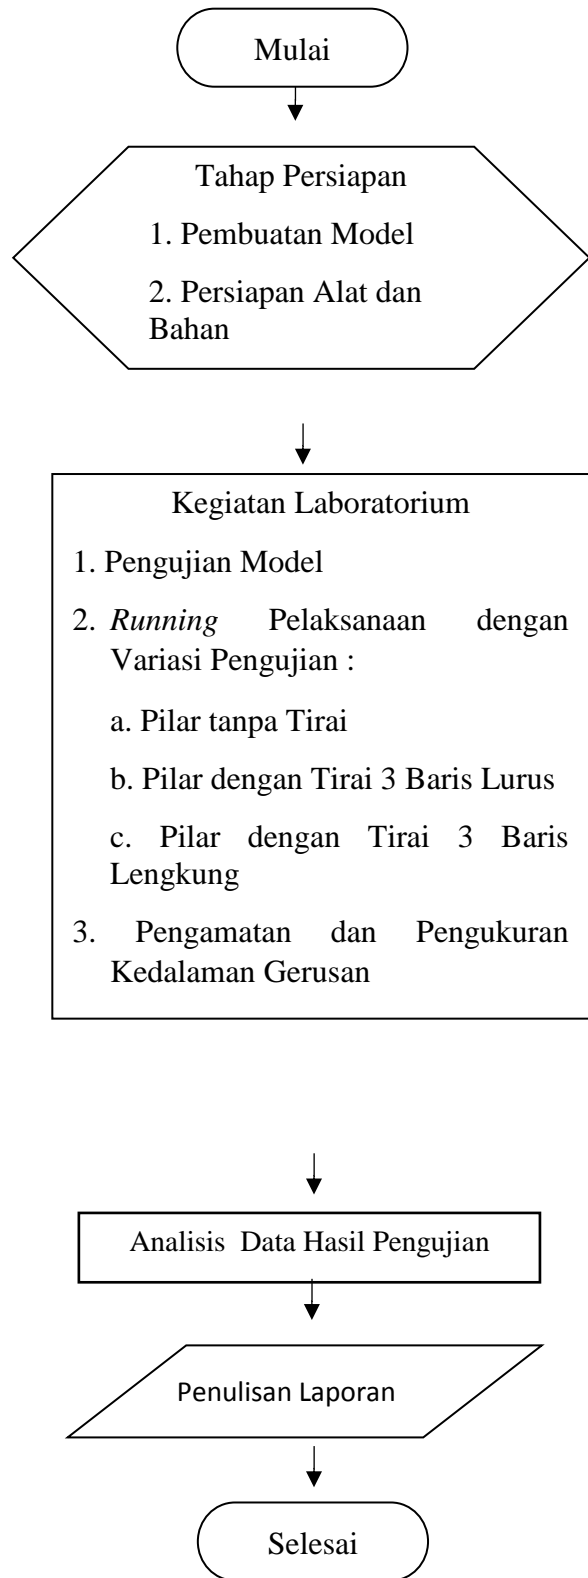 Mulai
Tahap Persiapan
1. Pembuatan Model
2. Persiapan Alat dan
Bahan
Kegiatan Laboratorium
1. Pengujian Model
2. Running Pelaksanaan dengan
Variasi Pengujian :
a. Pilar tanpa Tirai
b. Pilar dengan Tirai 3 Baris Lurus
c. Pilar dengan Tirai 3 Baris
Lengkung
3. Pengamatan dan Pengukuran
Kedalaman Gerusan
Analisis Data Hasil Pengujian
Penulisan Laporan
Selesai